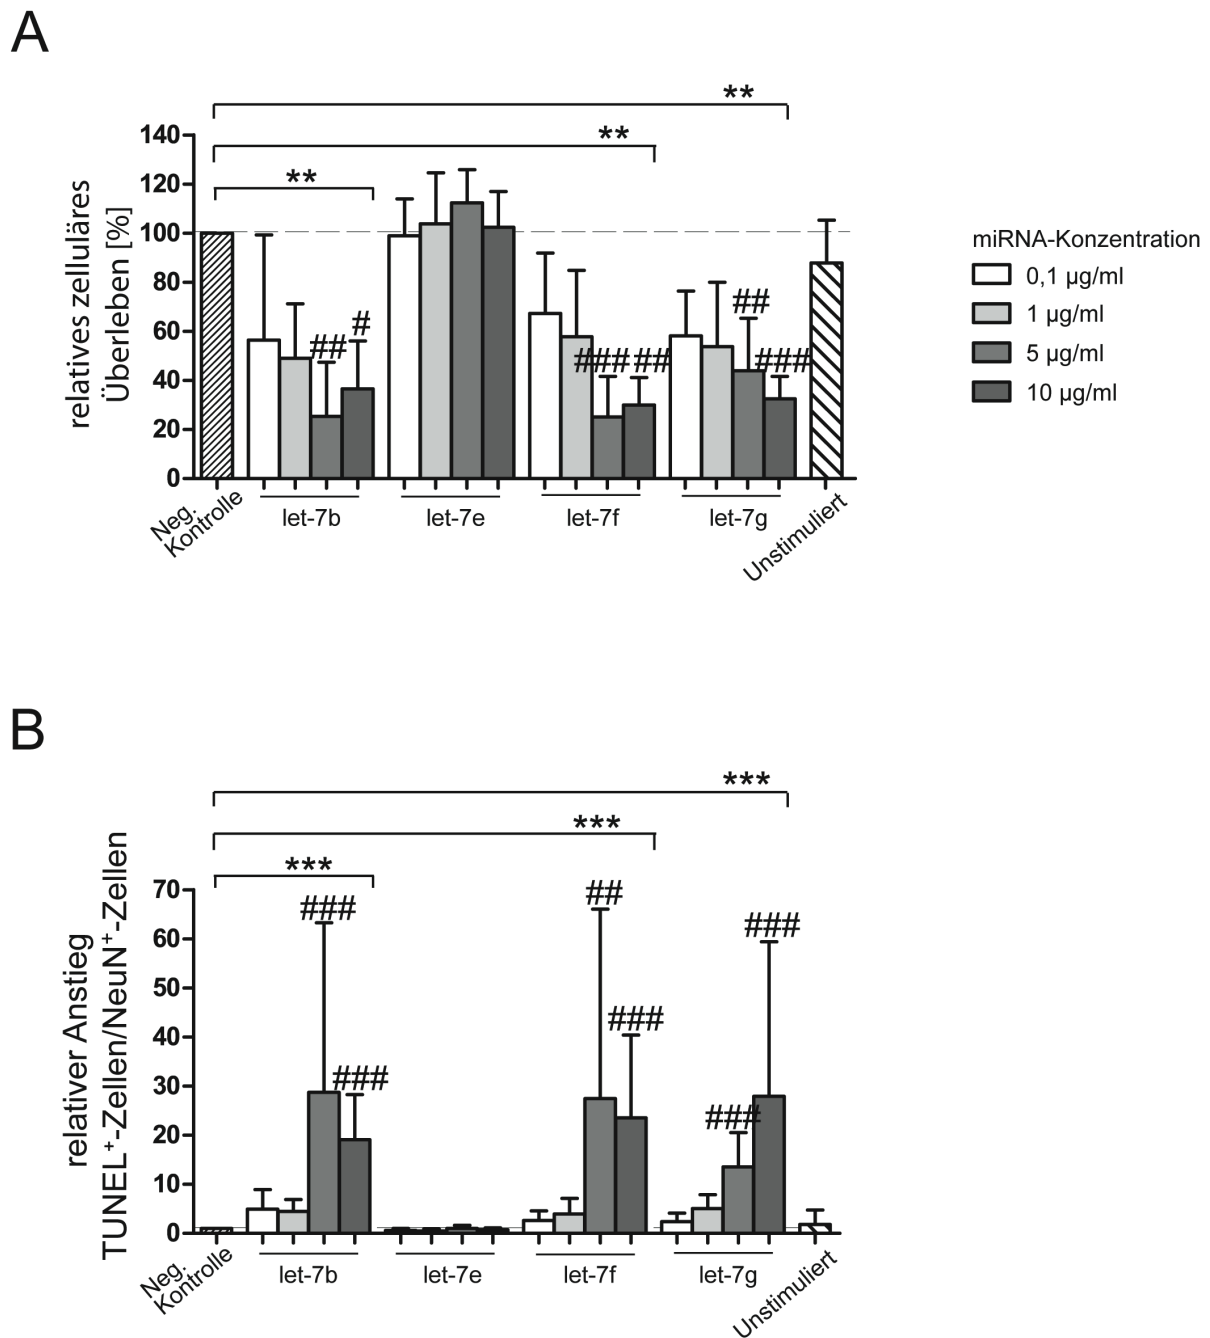 A
**
**
**
140
120
100
80
60
40
20
0
relatives zelluläres
Überleben [%]
##
#
###
##
##
###
Neg.
Kontrolle
let-7b
let-7e
let-7f
let-7g
Unstimuliert
miRNA-Konzentration
0,1 µg/ml
1 µg/ml
5 µg/ml
10 µg/ml
B
***
***
***
70
60
50
40
30
20
10
0
relativer Anstieg
TUNEL⁺-Zellen/NeuN⁺-Zellen
###
###
##
###
###
###
Neg.
Kontrolle
let-7b
let-7e
let-7f
let-7g
Unstimuliert